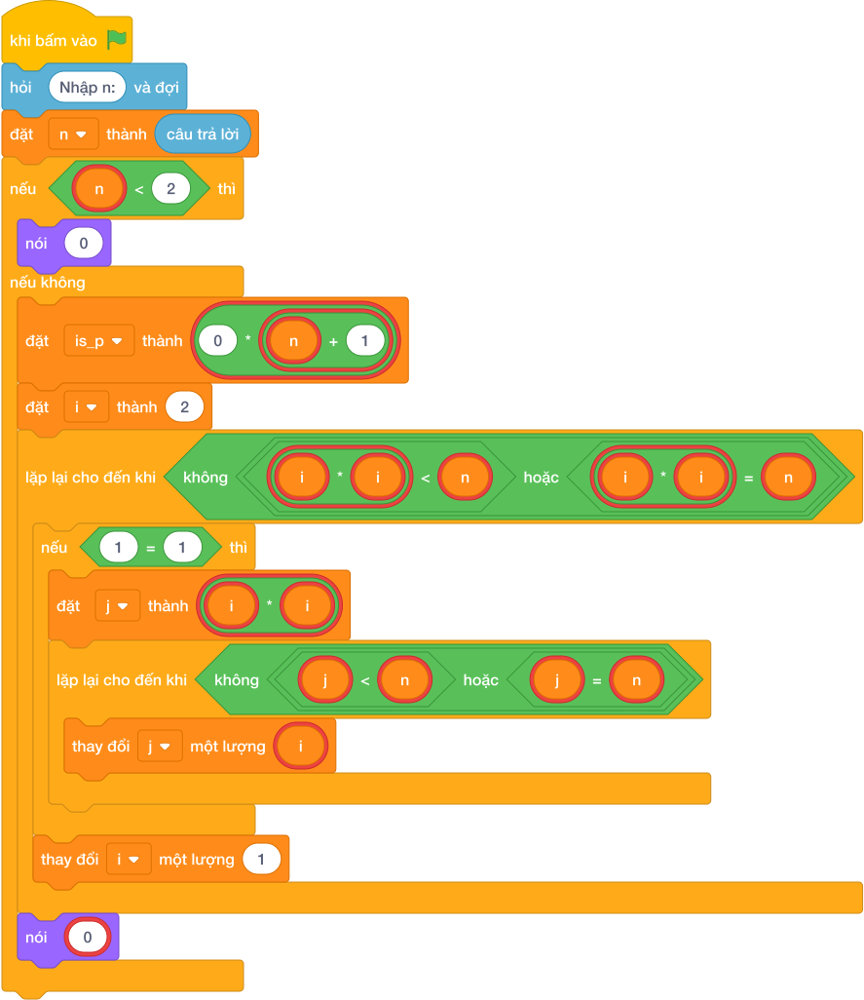 khi bấm vào
hỏi Nhập n: và đợi
đặt n thành câu trả lời
nếu n < 2 thì
nói 0
nếu không
đặt is_p thành 0 * n + 1
đặt i thành 2
lặp lại cho đến khi không i * i < n hoặc i * i = n
nếu 1 = 1 thì
đặt j thành i * i
lặp lại cho đến khi không j < n hoặc j = n
thay đổi j một lượng i
thay đổi i một lượng 1
nói 0